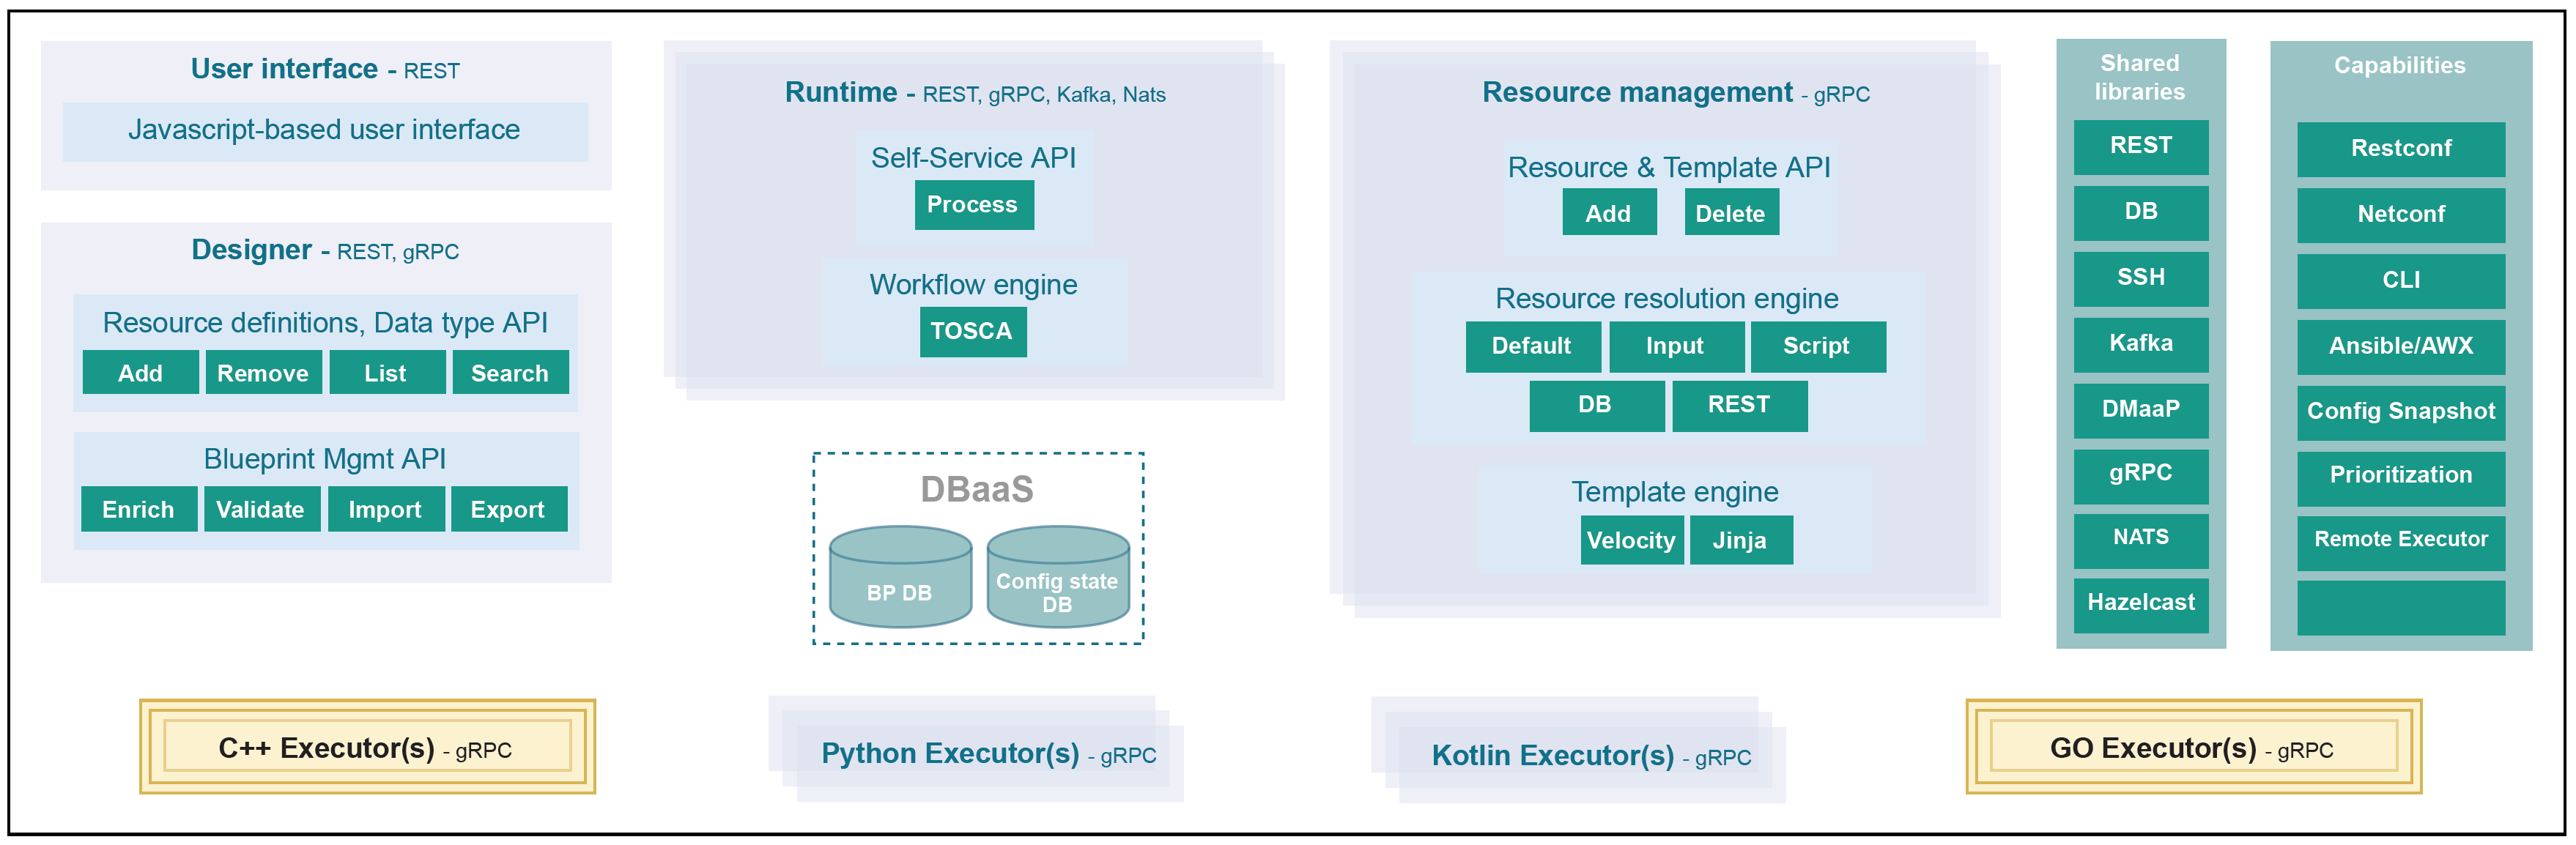 User interface - REST
Javascript-based user interface
Designer - REST, gRPC
Resource definitions, Data type API
Add Remove List Search
Blueprint Mgmt API
Enrich Validate Import Export
Runtime - REST, gRPC, Kafka, Nats
Self-Service API
Process
Workflow engine
TOSCA
DBaaS
BP DB
Config state
DB
Resource management - gRPC
Resource & Template API
Add Delete
Resource resolution engine
Default Input Script
DB REST
Template engine
Velocity Jinja
Shared
libraries
REST
DB
SSH
Kafka
DMaaP
gRPC
NATS
Hazelcast
Capabilities
Restconf
Netconf
CLI
Ansible/AWX
Config Snapshot
Prioritization
Remote Executor
C++ Executor(s) - gRPC
Python Executor(s) - gRPC
Kotlin Executor(s) - gRPC
GO Executor(s) - gRPC